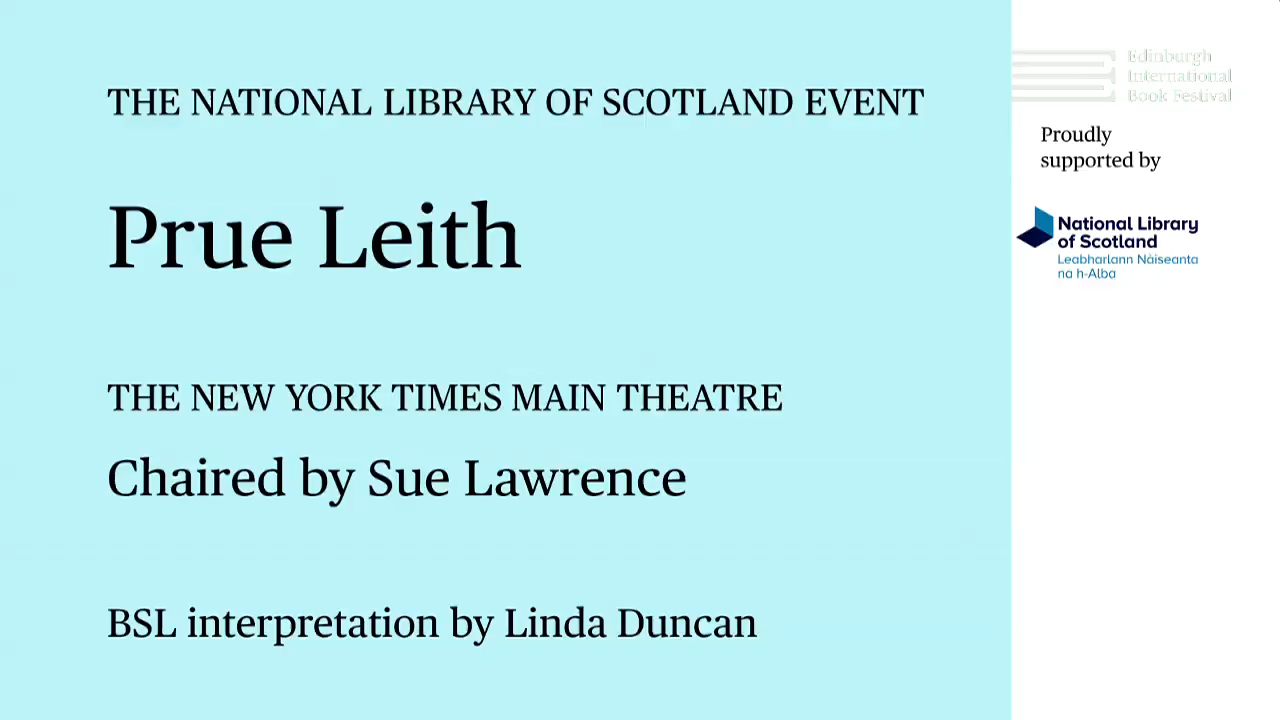 THE NATIONAL LIBRARY OF SCOTLAND EVENT
Prue Leith
THE NEW YORK TIMES MAIN THEATRE
Chaired by Sue Lawrence
BSL interpretation by Linda Duncan
Edinburgh
International
Book Festival
Proudly
supported by
National Library
of Scotland
Leabharlann Nàiseanta
na h-Alba